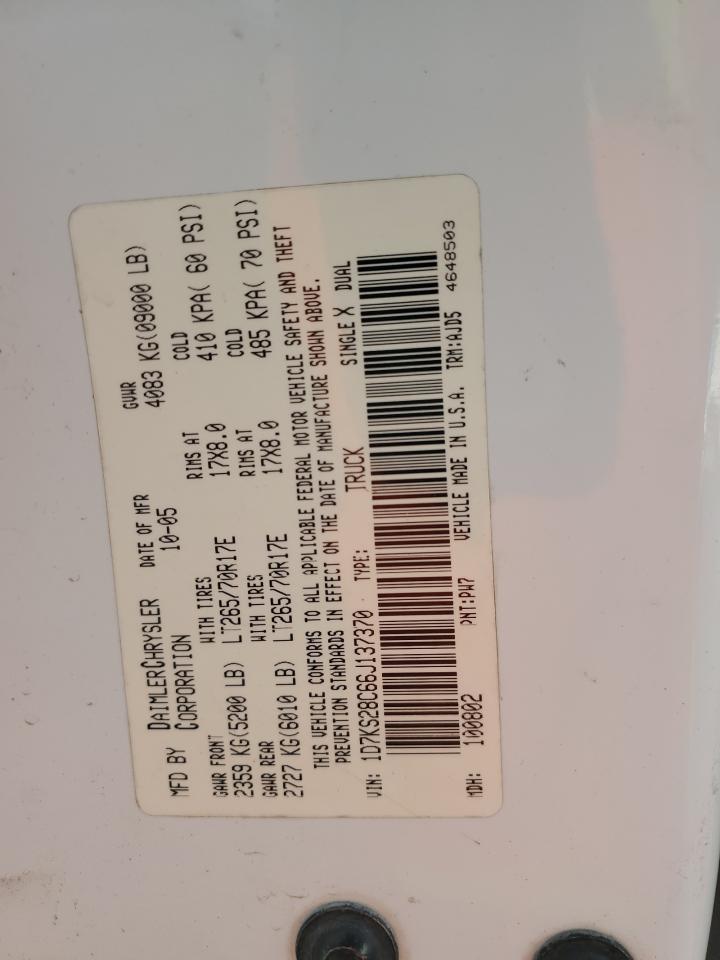 MFD BY DAIMLERCHRYSLER CORPORATION DATE OF MFR 10-05 GVWR 4083 KG(09000 LB)
GAWR FRONT WITH TIRES RIMS AT COLD
2359 KG(5200 LB) LT265/70R17E 17X8.0 410 KPA( 60 PSI)
GAWR REAR WITH TIRES RIMS AT COLD
2727 KG(6010 LB) LT265/70R17E 17X8.0 485 KPA( 70 PSI)
THIS VEHICLE CONFORMS TO ALL APPLICABLE FEDERAL MOTOR VEHICLE SAFETY AND THEFT
PREVENTION STANDARDS IN EFFECT ON THE DATE OF MANUFACTURE SHOWN ABOVE.
VIN: 1D7KS28C66J137370 TYPE: TRUCK SINGLE X DUAL
MDH: 100802 PNT:PW7 VEHICLE MADE IN U.S.A. TRM:AJD5 4648503